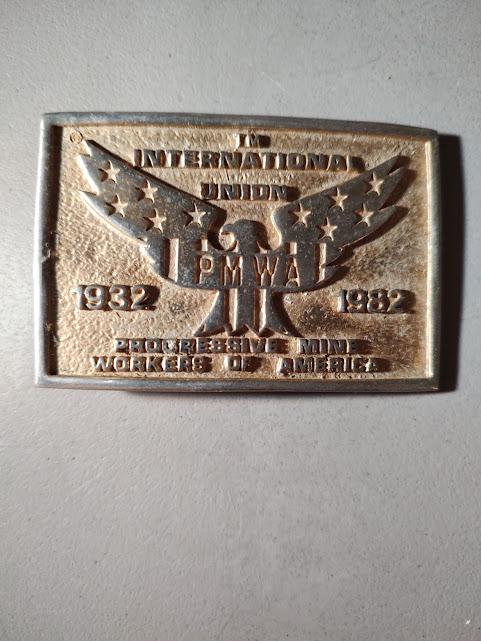 INTERNATIONAL
UNION
PMWA
1932 1982
PROGRESSIVE MINE
WORKERS OF AMERICA